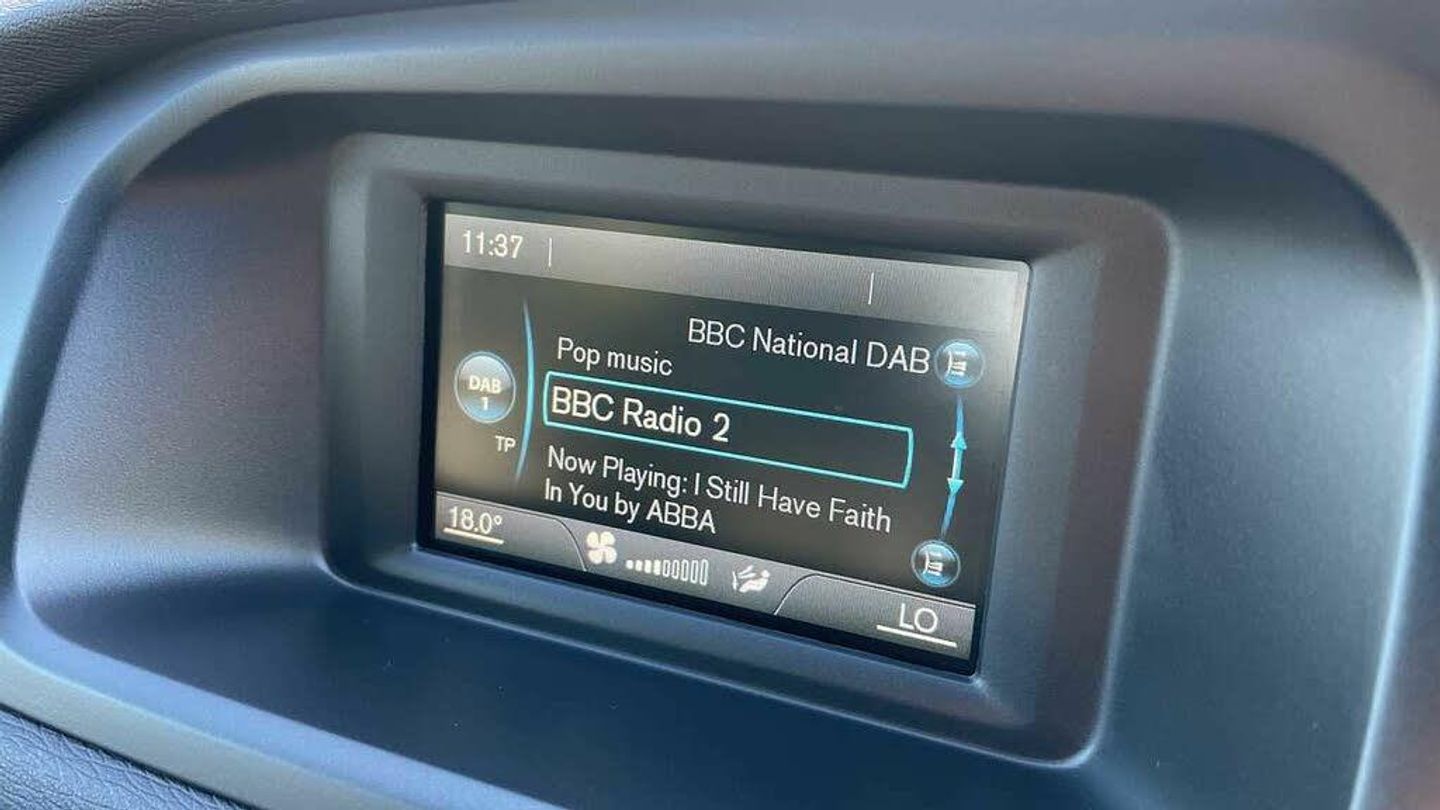 11:37
BBC National DAB
Pop music
DAB
1
BBC Radio 2
TP
Now Playing: I Still Have Faith
In You by ABBA
18.0°
LO